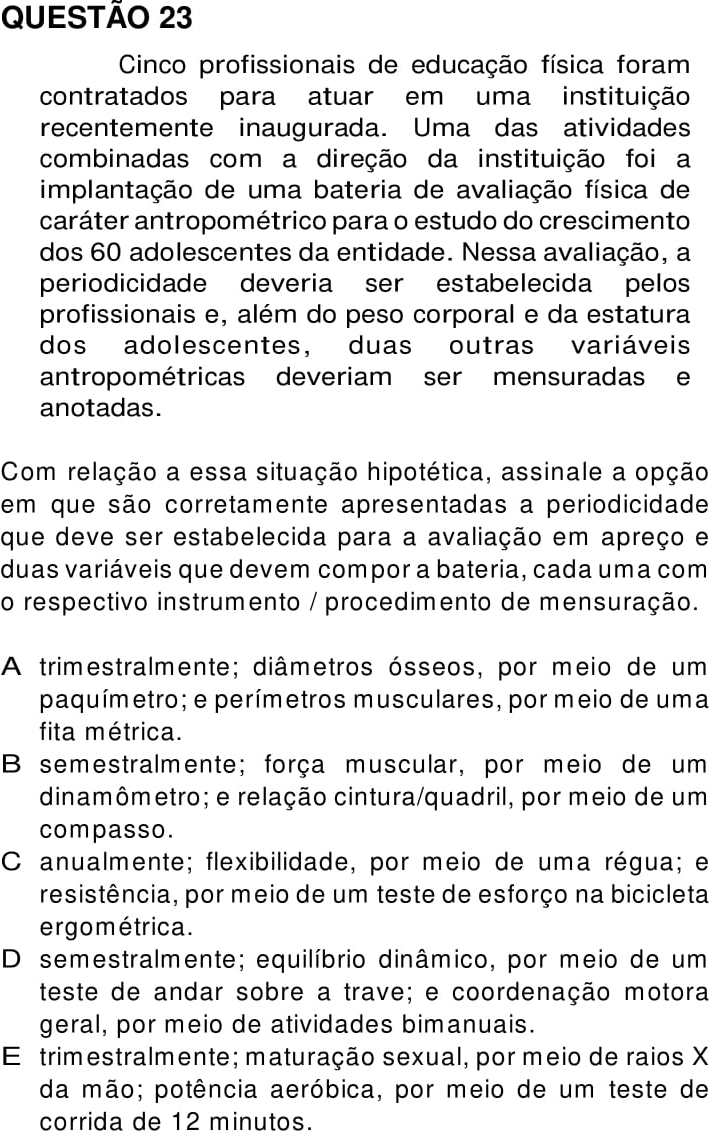 QUESTÃO 23
Cinco profissionais de educação física foram
contratados para atuar em uma instituição
recentemente inaugurada. Uma das atividades
combinadas com a direção da instituição foi a
implantação de uma bateria de avaliação física de
caráter antropométrico para o estudo do crescimento
dos 60 adolescentes da entidade. Nessa avaliação, a
periodicidade deveria ser estabelecida pelos
profissionais e, além do peso corporal e da estatura
dos adolescentes, duas outras variáveis
antropométricas deveriam ser mensuradas e
anotadas.
Com relação a essa situação hipotética, assinale a opção
em que são corretamente apresentadas a periodicidade
que deve ser estabelecida para a avaliação em apreço e
duas variáveis que devem compor a bateria, cada uma com
o respectivo instrumento / procedimento de mensuração.
A trimestralmente; diâmetros ósseos, por meio de um
paquímetro; e perímetros musculares, por meio de uma
fita métrica.
B semestralmente; força muscular, por meio de um
dinamômetro; e relação cintura/quadril, por meio de um
compasso.
C anualmente; flexibilidade, por meio de uma régua; e
resistência, por meio de um teste de esforço na bicicleta
ergométrica.
D semestralmente; equilíbrio dinâmico, por meio de um
teste de andar sobre a trave; e coordenação motora
geral, por meio de atividades bimanuais.
E trimestralmente; maturação sexual, por meio de raios X
da mão; potência aeróbica, por meio de um teste de
corrida de 12 minutos.